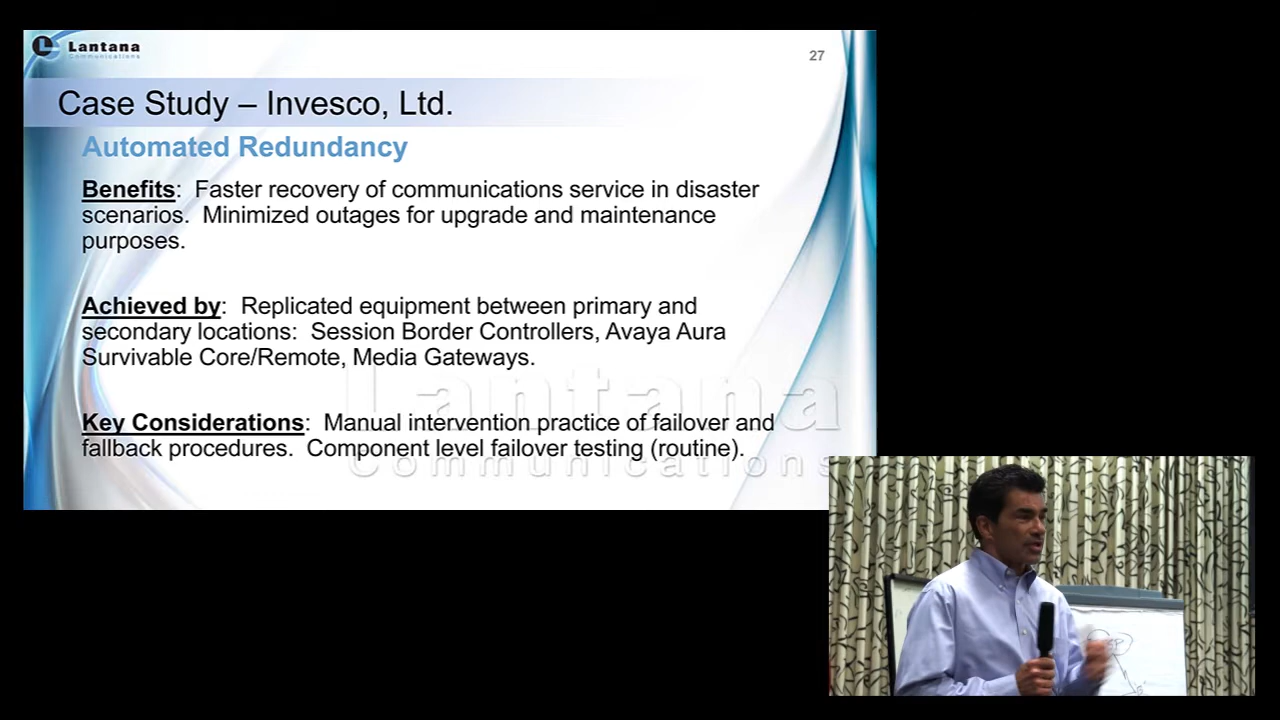 Lantana
Communications
27
Case Study – Invesco, Ltd.
Automated Redundancy
Benefits:  Faster recovery of communications service in disaster
scenarios.  Minimized outages for upgrade and maintenance
purposes.
Achieved by:  Replicated equipment between primary and
secondary locations:  Session Border Controllers, Avaya Aura
Survivable Core/Remote, Media Gateways.
Lantana
Key Considerations:  Manual intervention practice of failover and
fallback procedures.  Component level failover testing (routine).
Communications